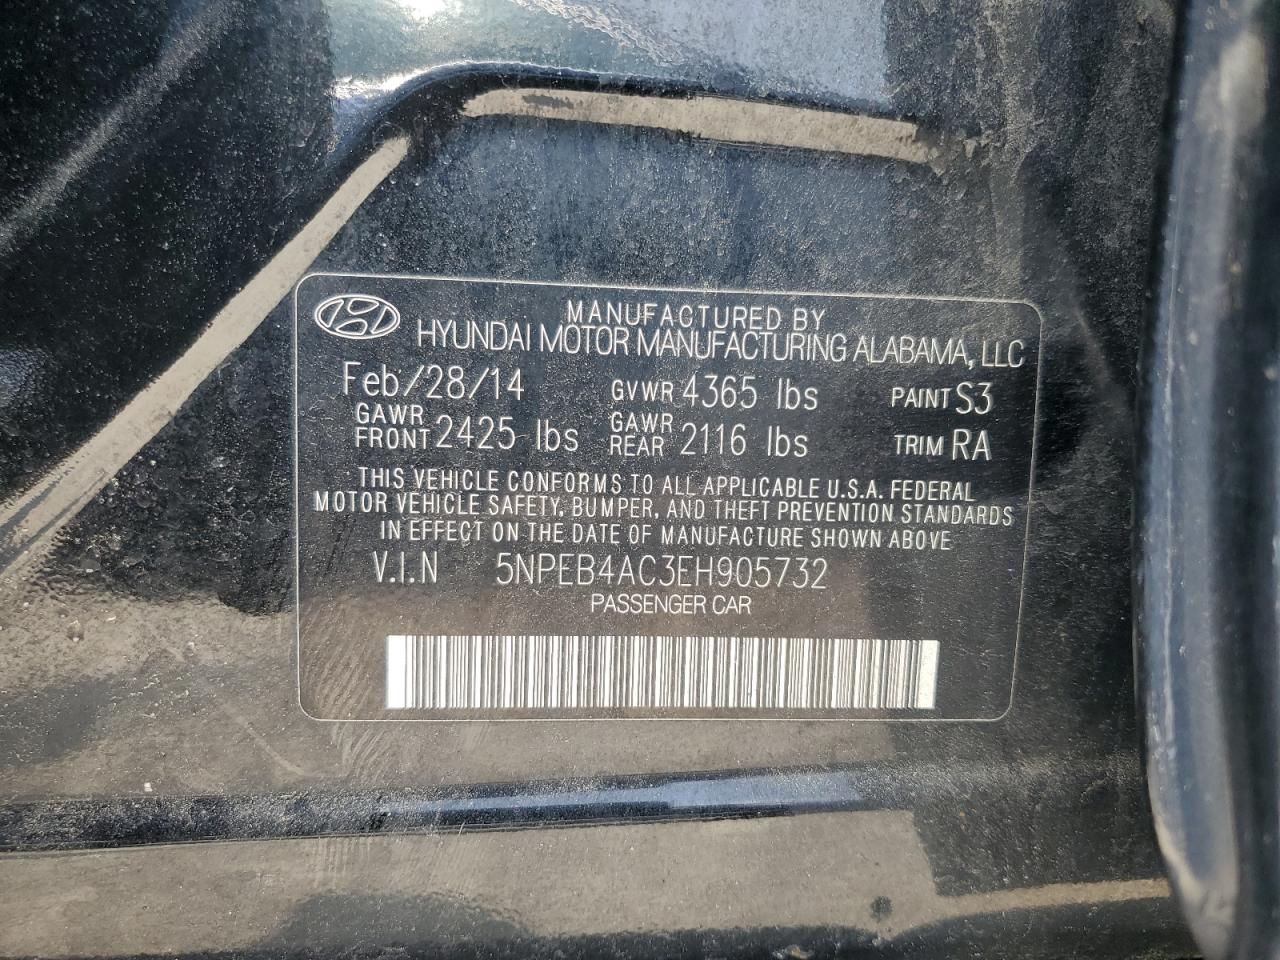 MANUFACTURED BY
HYUNDAI MOTOR MANUFACTURING ALABAMA, LLC
Feb/28/14 GVWR 4365 lbs PAINT S3
GAWR FRONT 2425 lbs GAWR REAR 2116 lbs TRIM RA
THIS VEHICLE CONFORMS TO ALL APPLICABLE U.S.A. FEDERAL
MOTOR VEHICLE SAFETY, BUMPER, AND THEFT PREVENTION STANDARDS
IN EFFECT ON THE DATE OF MANUFACTURE SHOWN ABOVE
V.I.N 5NPEB4AC3EH905732
PASSENGER CAR